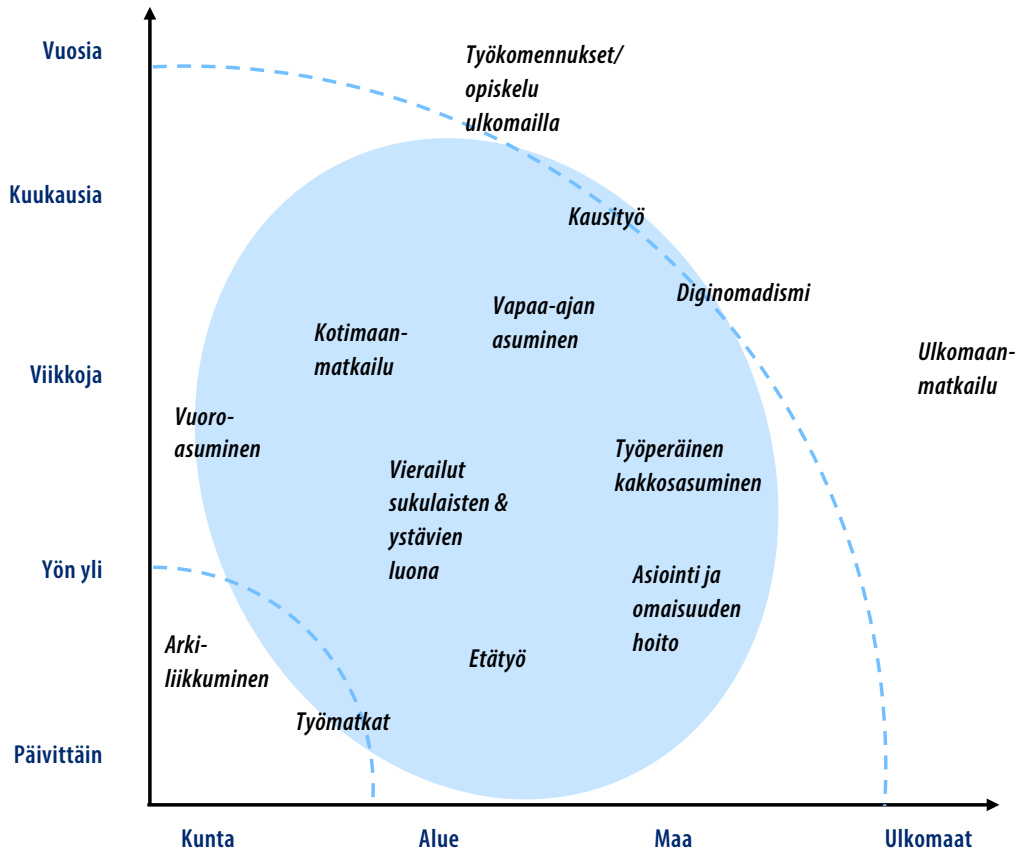 Vuosia
Työkomennukset/
opiskelu
ulkomailla
Kuukausia
Kausityö
Diginomadismi
Vapaa-ajan
asuminen
Kotimaan-
matkailu
Ulkomaan-
matkailu
Viikkoja
Vuoro-
asuminen
Työperäinen
kakkosasuminen
Vierailut
sukulaisten &
ystävien
luona
Yön yli
Asiointi ja
omaisuuden
hoito
Arki-
liikkuminen
Etätyö
Työmatkat
Päivittäin
Kunta
Alue
Maa
Ulkomaat